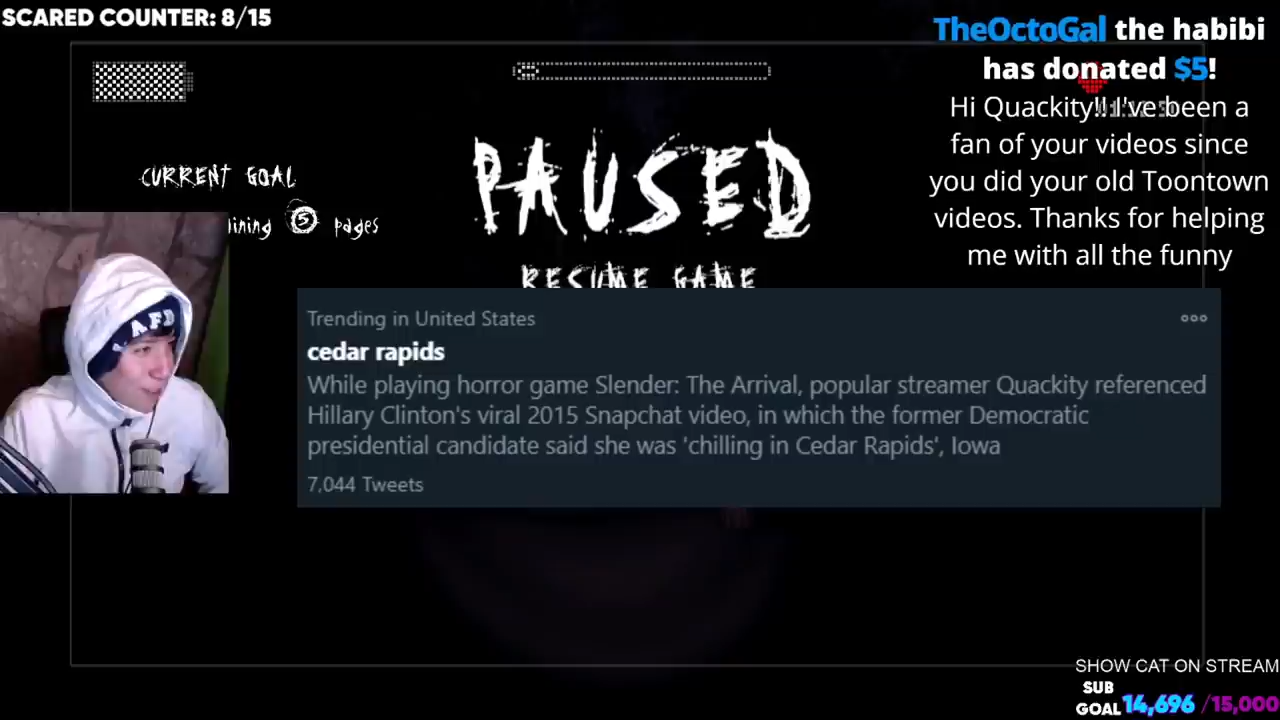 SCARED COUNTER: 8/15
TheOctoGal the habibi
has donated $5!
Hi Quackity!! I've been a
fan of your videos since
you did your old Toontown
videos. Thanks for helping
me with all the funny
PAUSED
CURRENT GOAL
5 pages
RESUME GAME
AFD
Trending in United States
cedar rapids
While playing horror game Slender: The Arrival, popular streamer Quackity referenced
Hillary Clinton's viral 2015 Snapchat video, in which the former Democratic
presidential candidate said she was 'chilling in Cedar Rapids', Iowa
7,044 Tweets
SHOW CAT ON STREAM
SUB
GOAL 14,696 /15,000